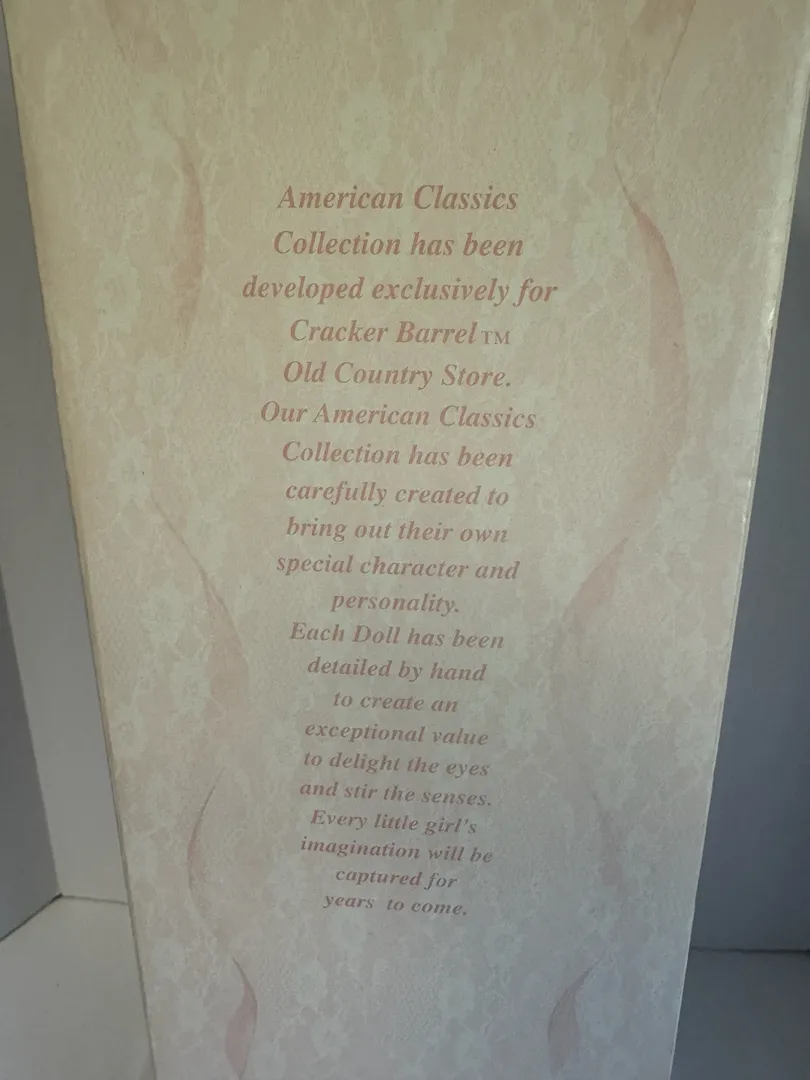 American Classics
Collection has been
developed exclusively for
Cracker Barrel™
Old Country Store.
Our American Classics
Collection has been
carefully created to
bring out their own
special character and
personality.
Each Doll has been
detailed by hand
to create an
exceptional value
to delight the eyes
and stir the senses.
Every little girl's
imagination will be
captured for
years to come.